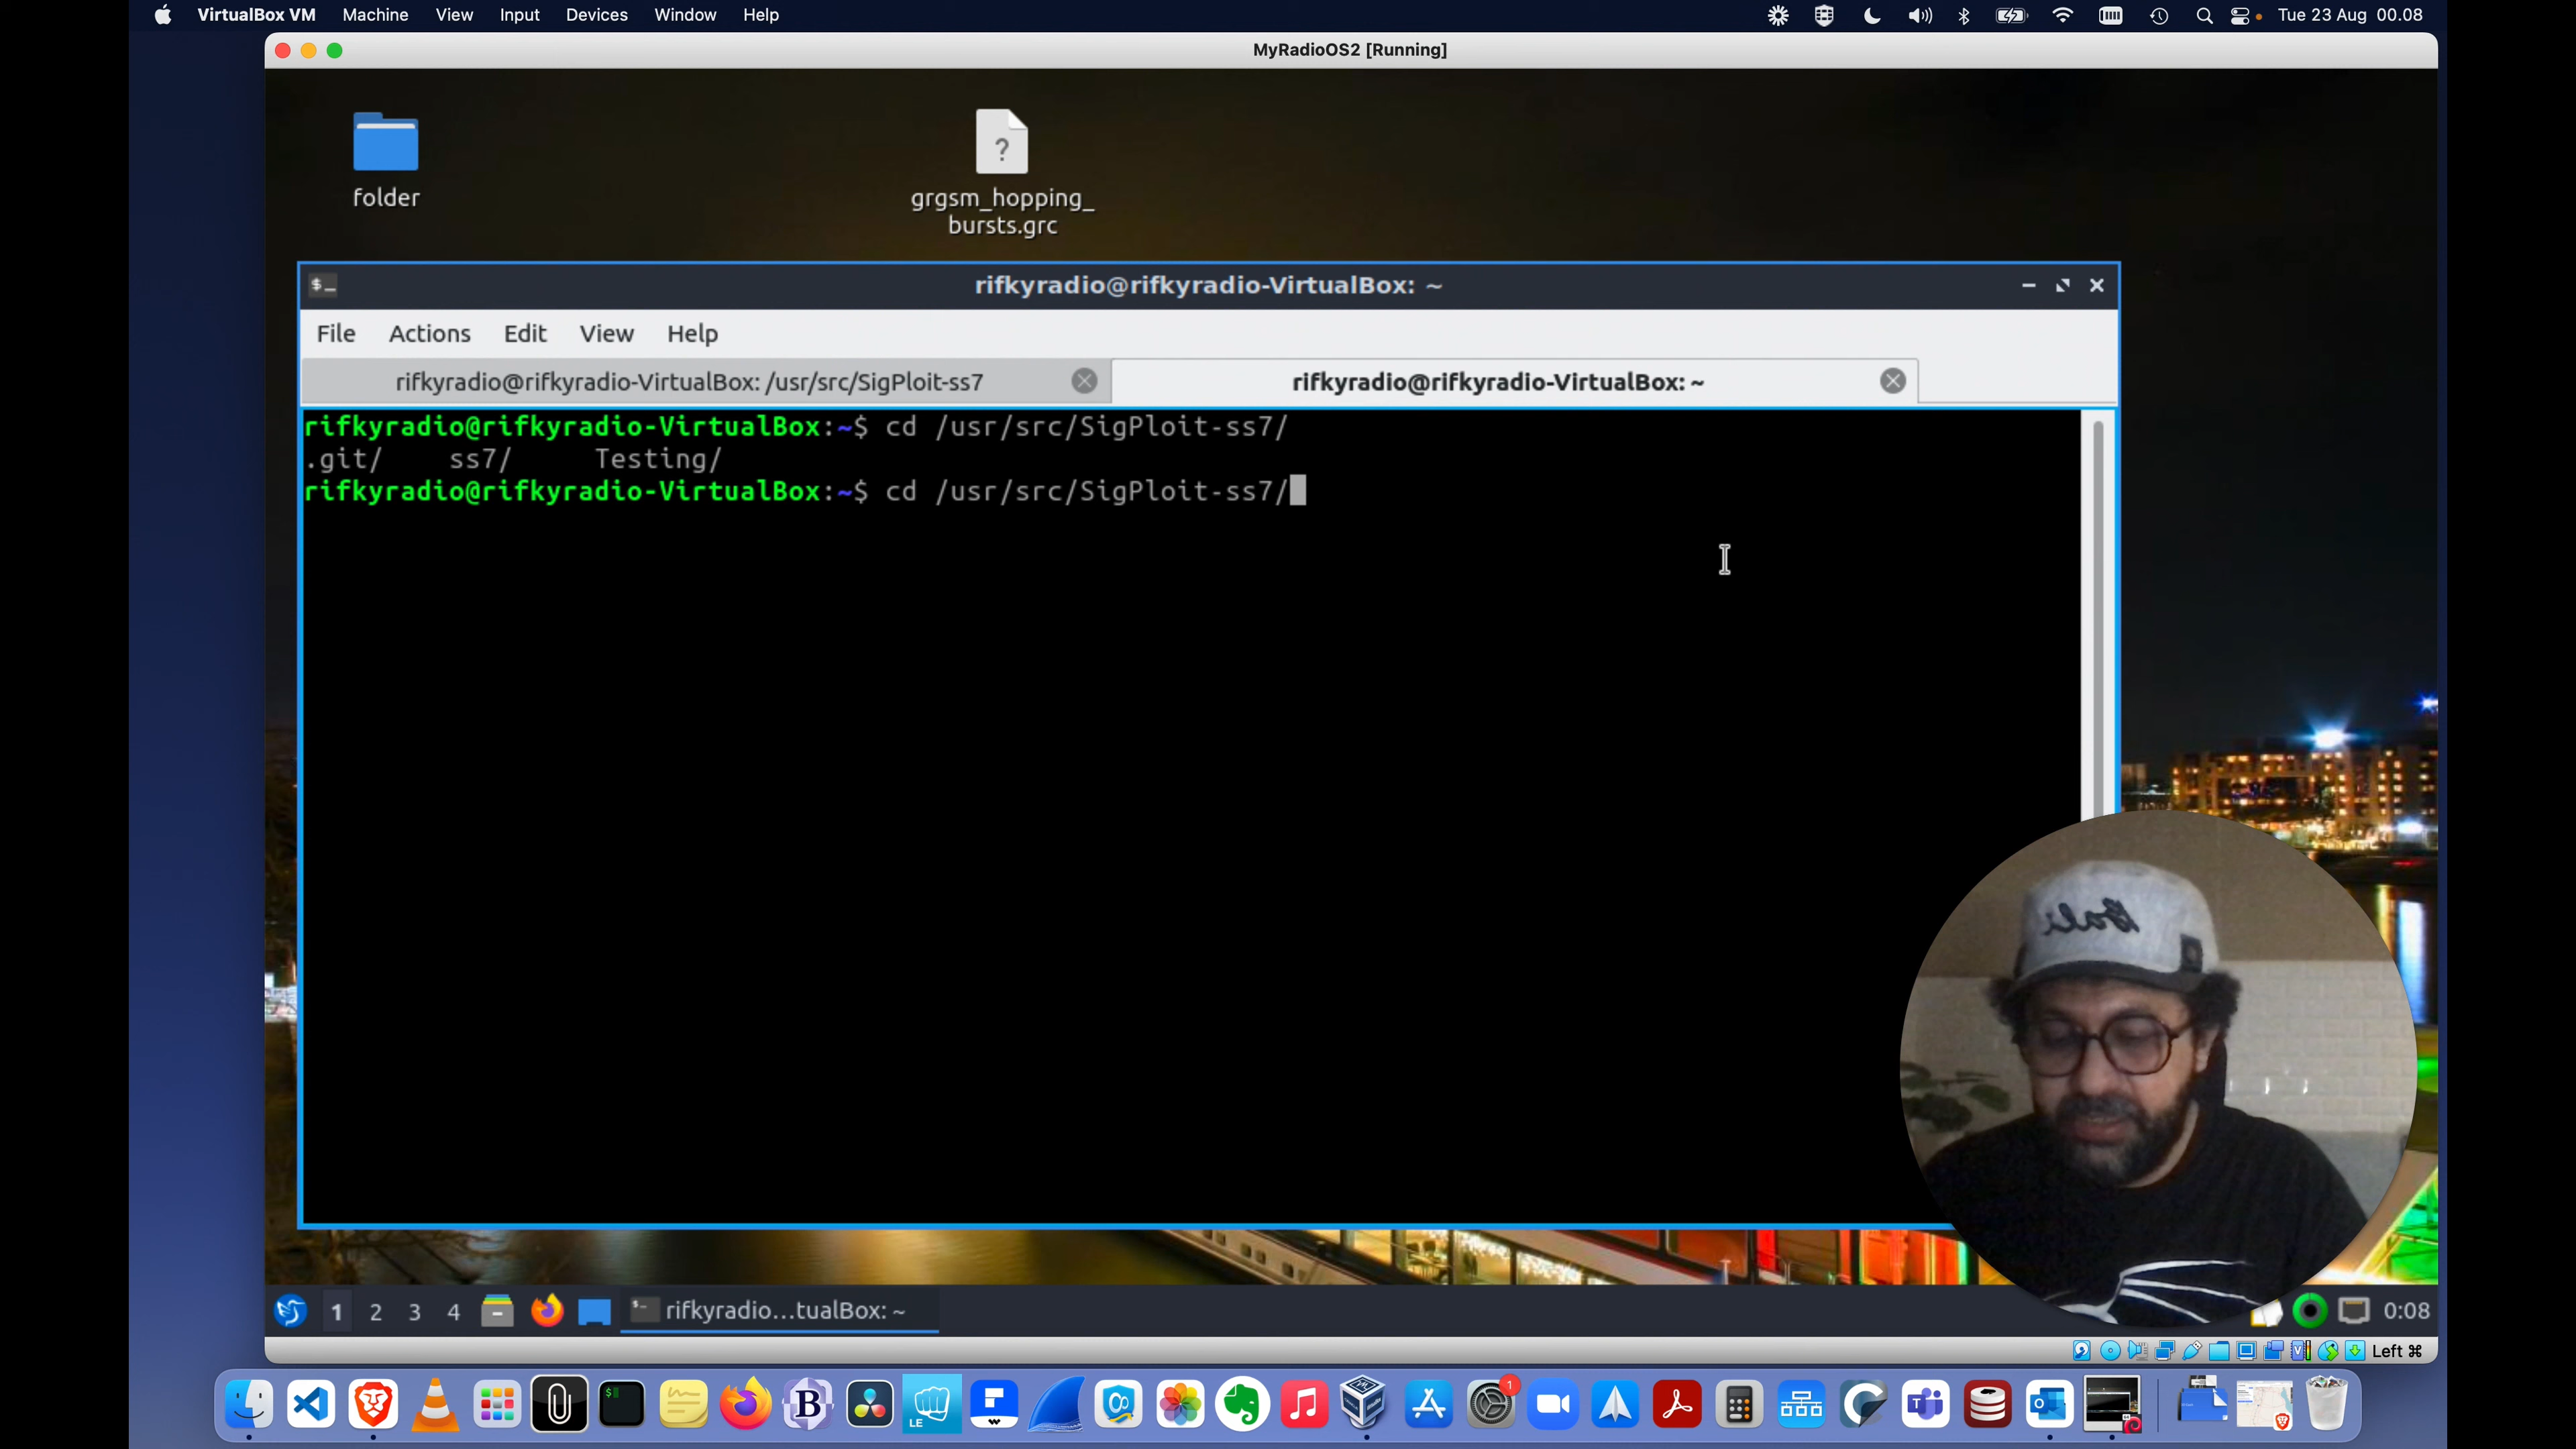 VirtualBox VM Machine View Input Devices Window Help Tue 23 Aug 00.08
MyRadioOS2 [Running]
folder
grgsm_hopping_
bursts.grc
rifkyradio@rifkyradio-VirtualBox: ~
File Actions Edit View Help
rifkyradio@rifkyradio-VirtualBox: /usr/src/SigPloit-ss7 rifkyradio@rifkyradio-VirtualBox: ~
rifkyradio@rifkyradio-VirtualBox:~$ cd /usr/src/SigPloit-ss7/
.git/ ss7/ Testing/
rifkyradio@rifkyradio-VirtualBox:~$ cd /usr/src/SigPloit-ss7/
Bali
1 2 3 4 rifkyradio...tualBox: ~ 0:08
Left ⌘
LE
1